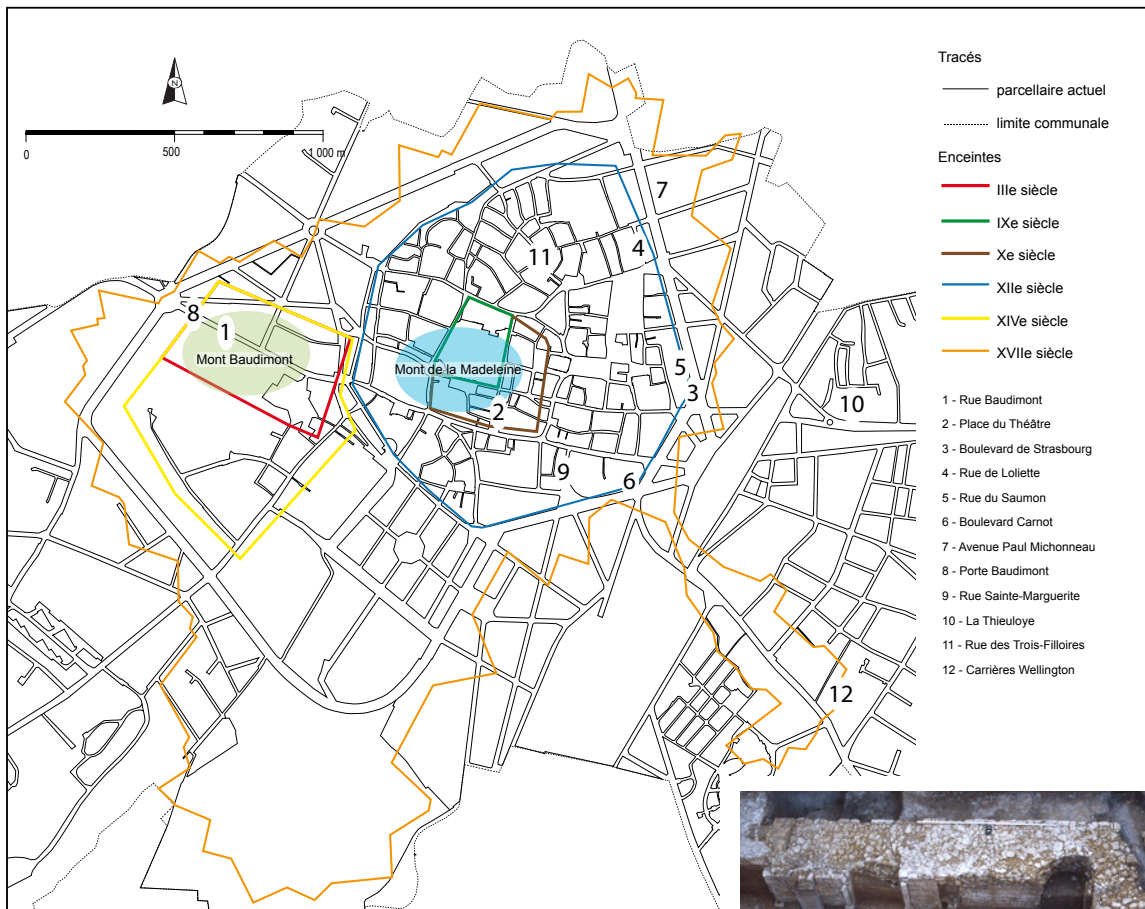 N
0
500
1 000 m
Tracés
parcellaire actuel
limite communale
Enceintes
IIIe siècle
IXe siècle
Xe siècle
XIIe siècle
XIVe siècle
XVIIe siècle
1 - Rue Baudimont
2 - Place du Théâtre
3 - Boulevard de Strasbourg
4 - Rue de Loliette
5 - Rue du Saumon
6 - Boulevard Carnot
7 - Avenue Paul Michonneau
8 - Porte Baudimont
9 - Rue Sainte-Marguerite
10 - La Thieuloye
11 - Rue des Trois-Filloires
12 - Carrières Wellington
7
11
4
8
1
Mont Baudimont
Mont de la Madeleine
5
3
2
10
9
6
12